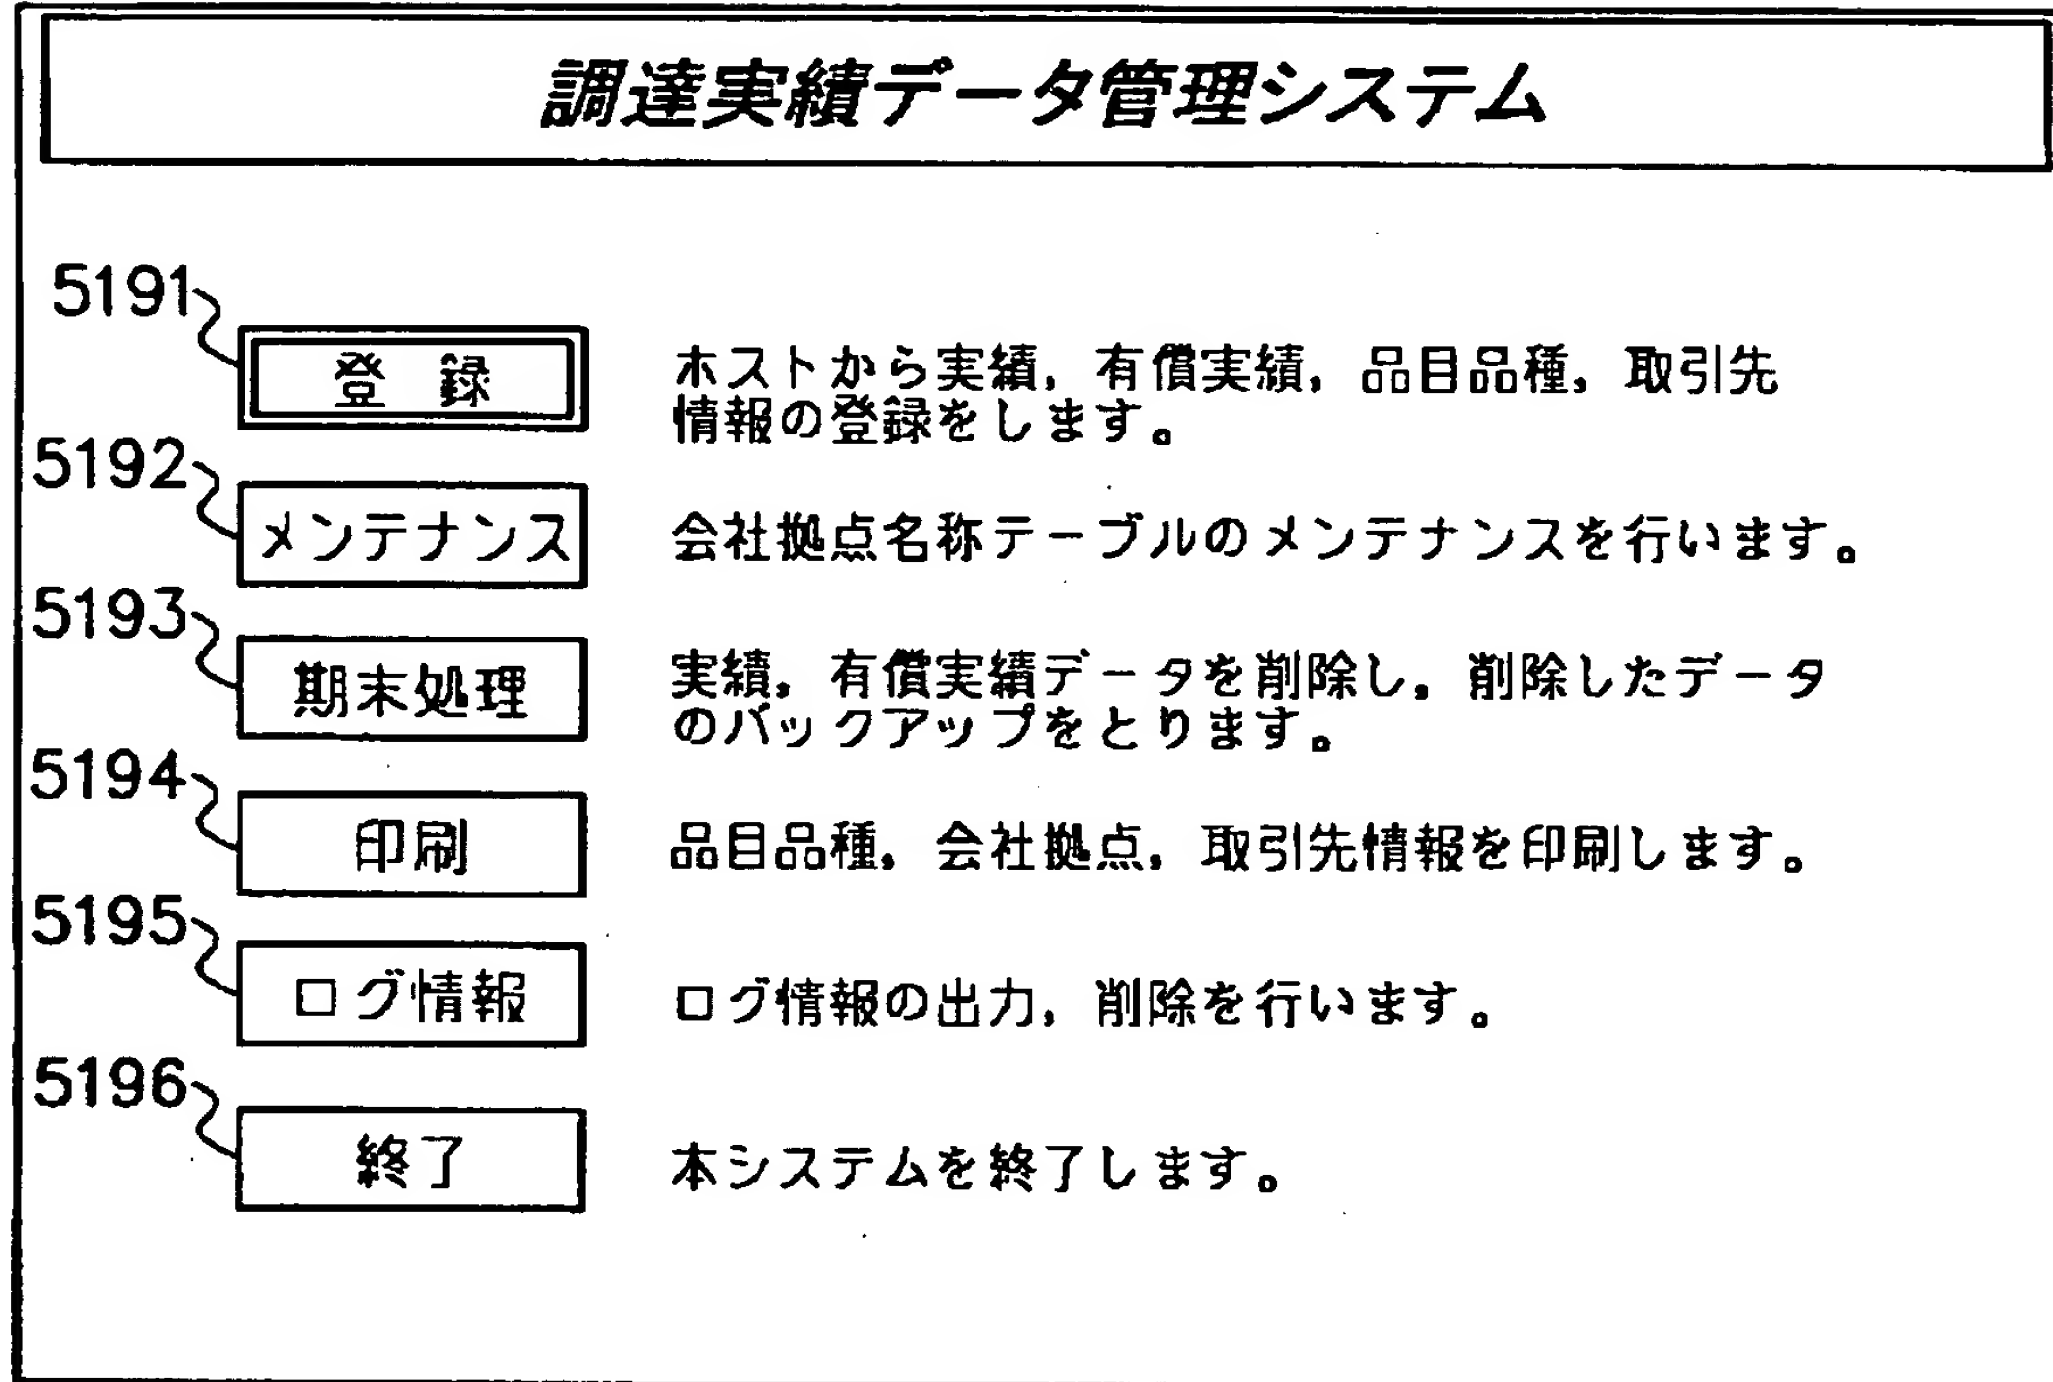 調達実績データ管理システム
5191
登 録
ホストから実績，有償実績，品目品種，取引先
情報の登録をします。
5192
メンテナンス
会社拠点名称テーブルのメンテナンスを行います。
5193
期末処理
実績，有償実績データを削除し，削除したデータ
のバックアップをとります。
5194
印刷
品目品種，会社拠点，取引先情報を印刷します。
5195
ログ情報
ログ情報の出力，削除を行います。
5196
終了
本システムを終了します。